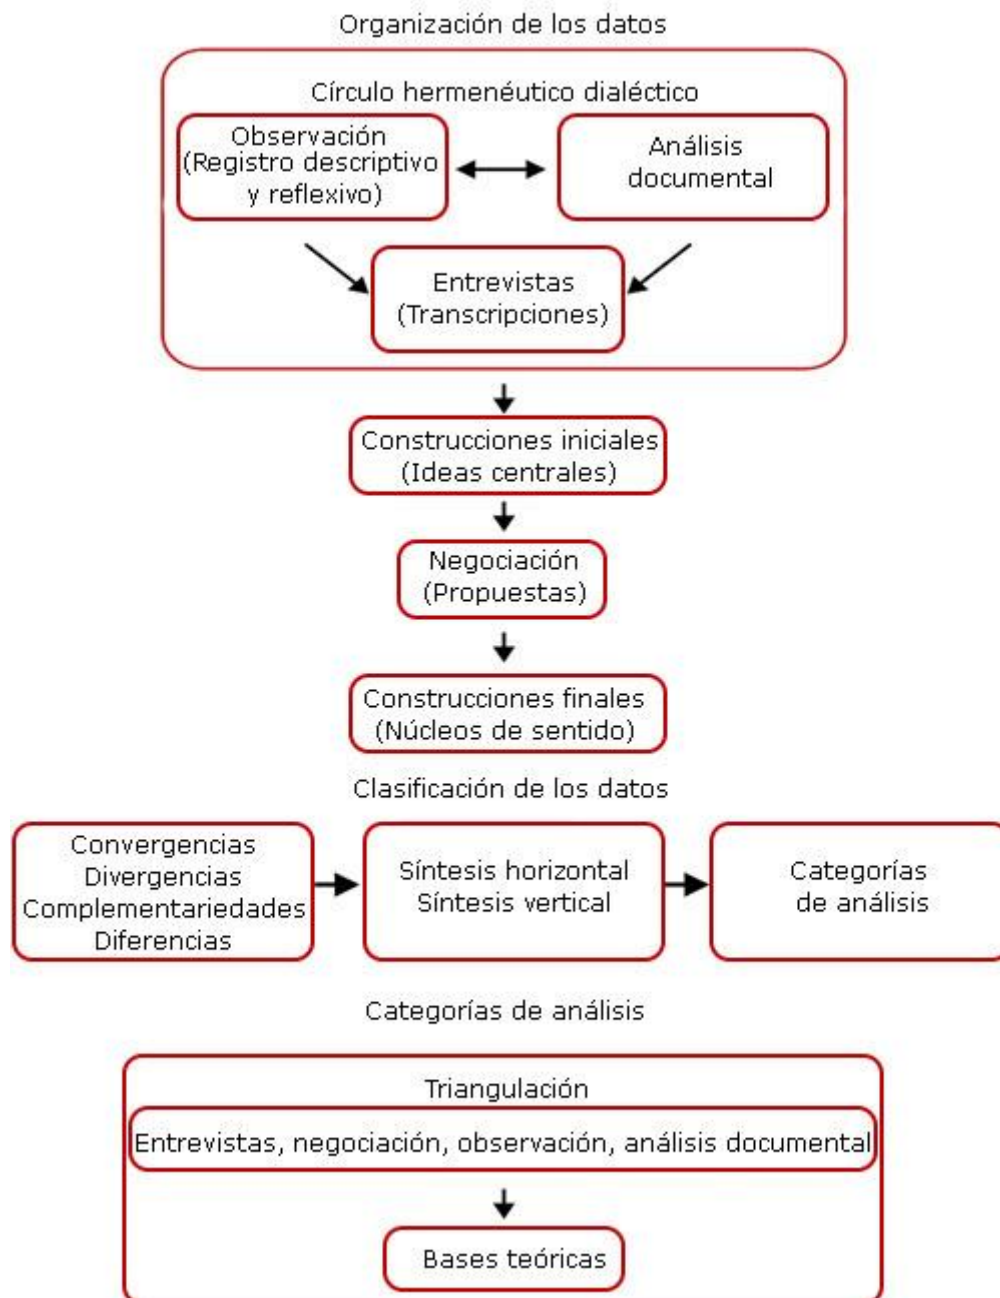 Organización de los datos
Círculo hermenéutico dialéctico
Observación
(Registro descriptivo
y reflexivo)
Análisis
documental
Entrevistas
(Transcripciones)
Construcciones iniciales
(Ideas centrales)
Negociación
(Propuestas)
Construcciones finales
(Núcleos de sentido)
Clasificación de los datos
Convergencias
Divergencias
Complementariedades
Diferencias
Síntesis horizontal
Síntesis vertical
Categorías
de análisis
Categorías de análisis
Triangulación
Entrevistas, negociación, observación, análisis documental
Bases teóricas